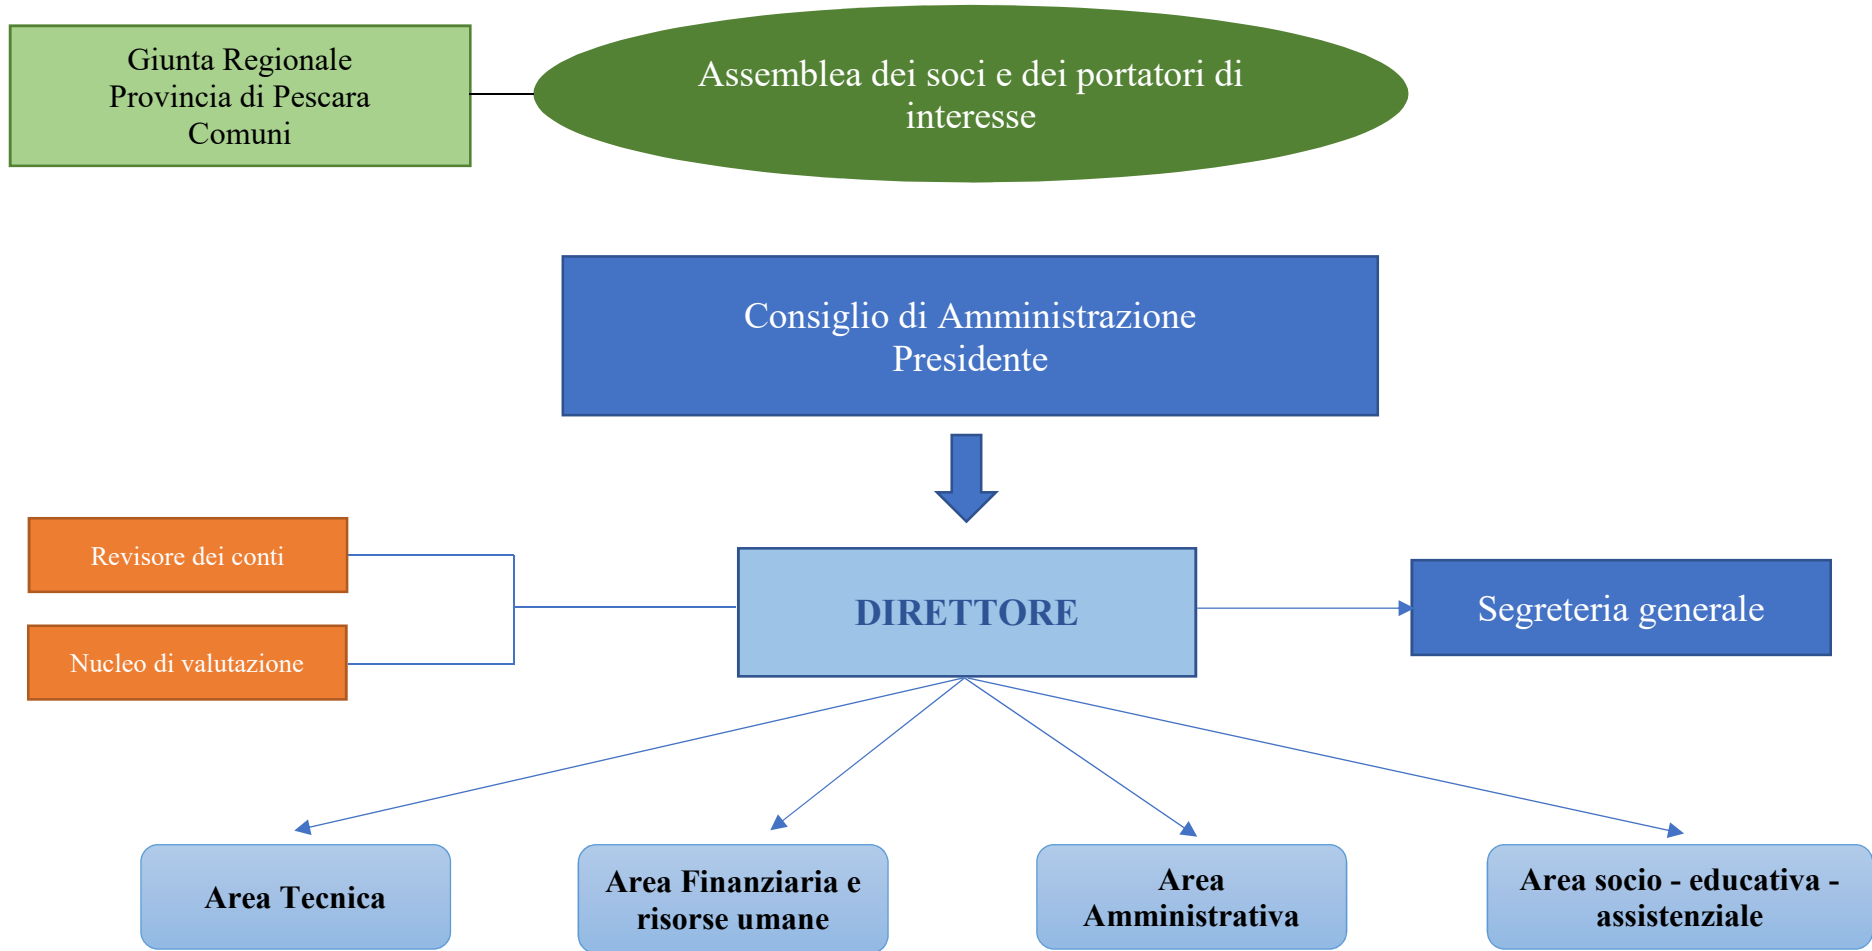 Giunta Regionale
Provincia di Pescara
Comuni
Assemblea dei soci e dei portatori di
interesse
Consiglio di Amministrazione
Presidente
Revisore dei conti
Nucleo di valutazione
DIRETTORE
Segreteria generale
Area Tecnica
Area Finanziaria e
risorse umane
Area
Amministrativa
Area socio - educativa -
assistenziale